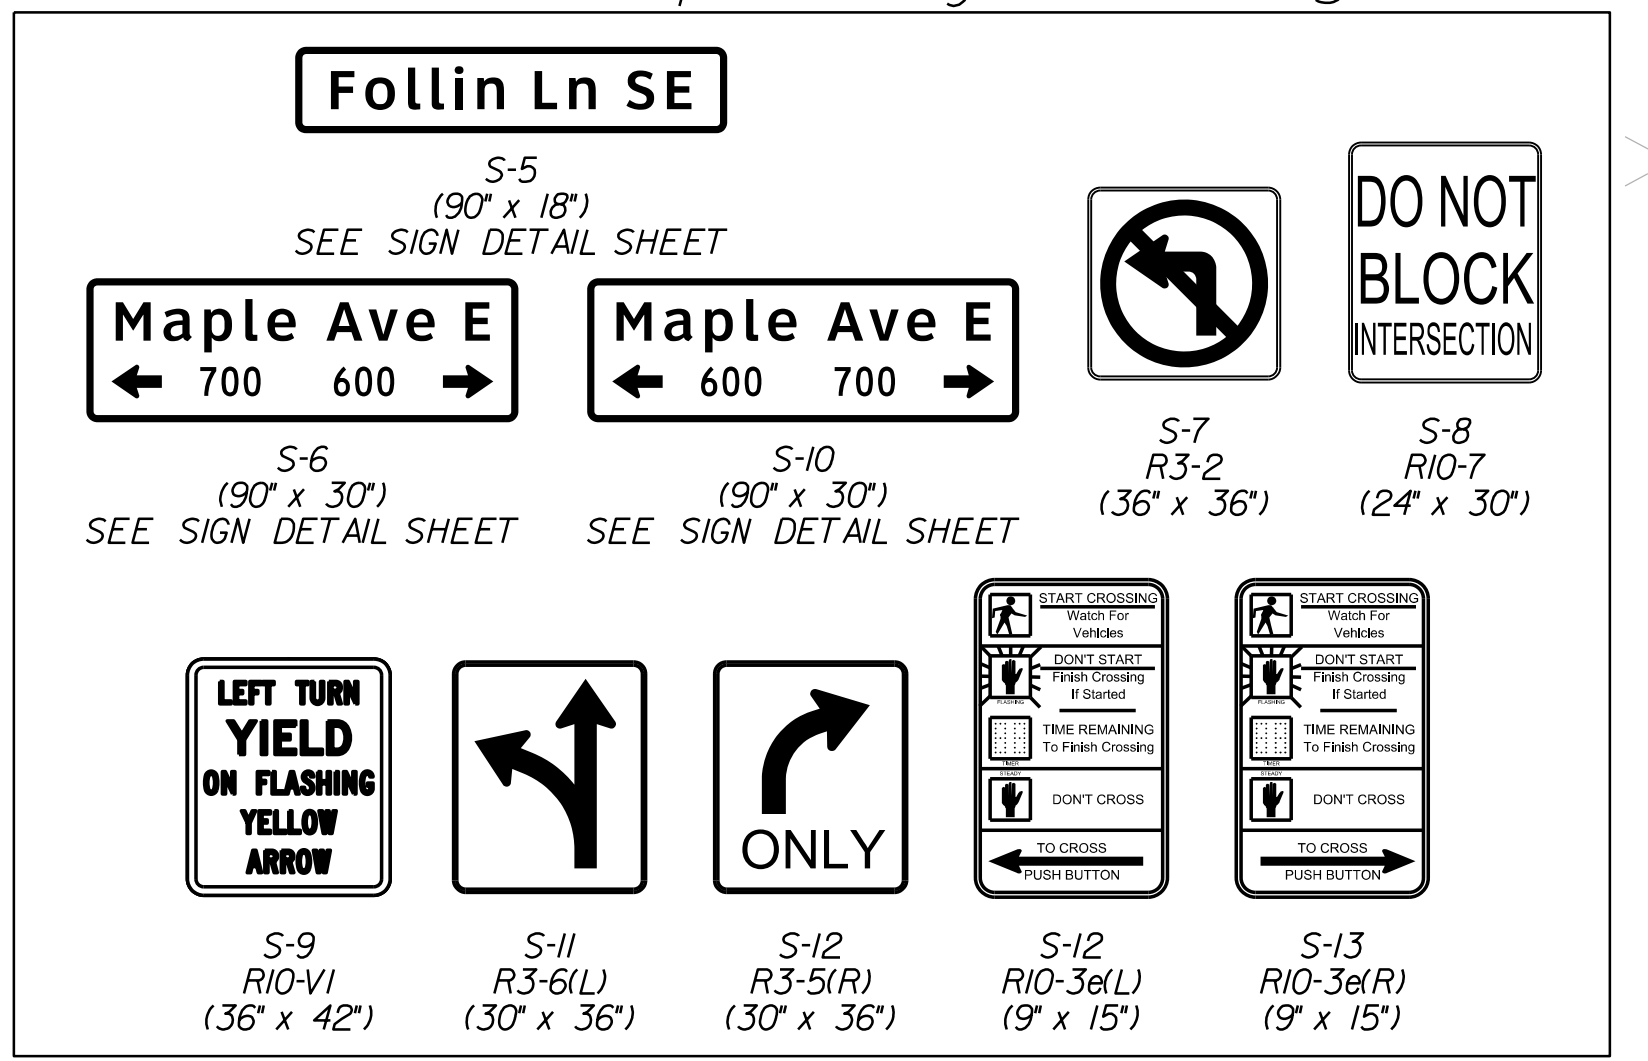 Follin Ln SE
S-5
(90" x 18")
SEE SIGN DETAIL SHEET
Maple Ave E
700 600
S-6
(90" x 30")
SEE SIGN DETAIL SHEET
Maple Ave E
600 700
S-10
(90" x 30")
SEE SIGN DETAIL SHEET
S-7
R3-2
(36" x 36")
DO NOT
BLOCK
INTERSECTION
S-8
R10-7
(24" x 30")
LEFT TURN
YIELD
ON FLASHING
YELLOW
ARROW
S-9
R10-V1
(36" x 42")
S-11
R3-6(L)
(30" x 36")
ONLY
S-12
R3-5(R)
(30" x 36")
START CROSSING
Watch For
Vehicles
DON'T START
Finish Crossing
If Started
FLASHING
TIME REMAINING
To Finish Crossing
TIMER
STEADY
DON'T CROSS
TO CROSS
PUSH BUTTON
S-12
R10-3e(L)
(9" x 15")
START CROSSING
Watch For
Vehicles
DON'T START
Finish Crossing
If Started
FLASHING
TIME REMAINING
To Finish Crossing
TIMER
STEADY
DON'T CROSS
TO CROSS
PUSH BUTTON
S-13
R10-3e(R)
(9" x 15")